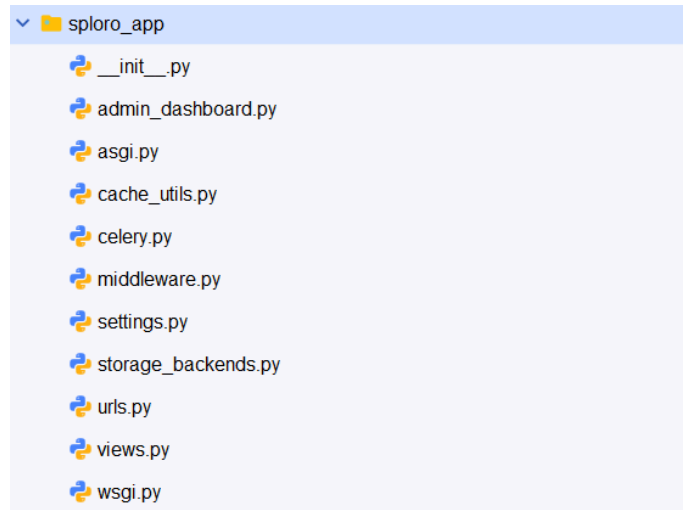 sploro_app
__init__.py
admin_dashboard.py
asgi.py
cache_utils.py
celery.py
middleware.py
settings.py
storage_backends.py
urls.py
views.py
wsgi.py